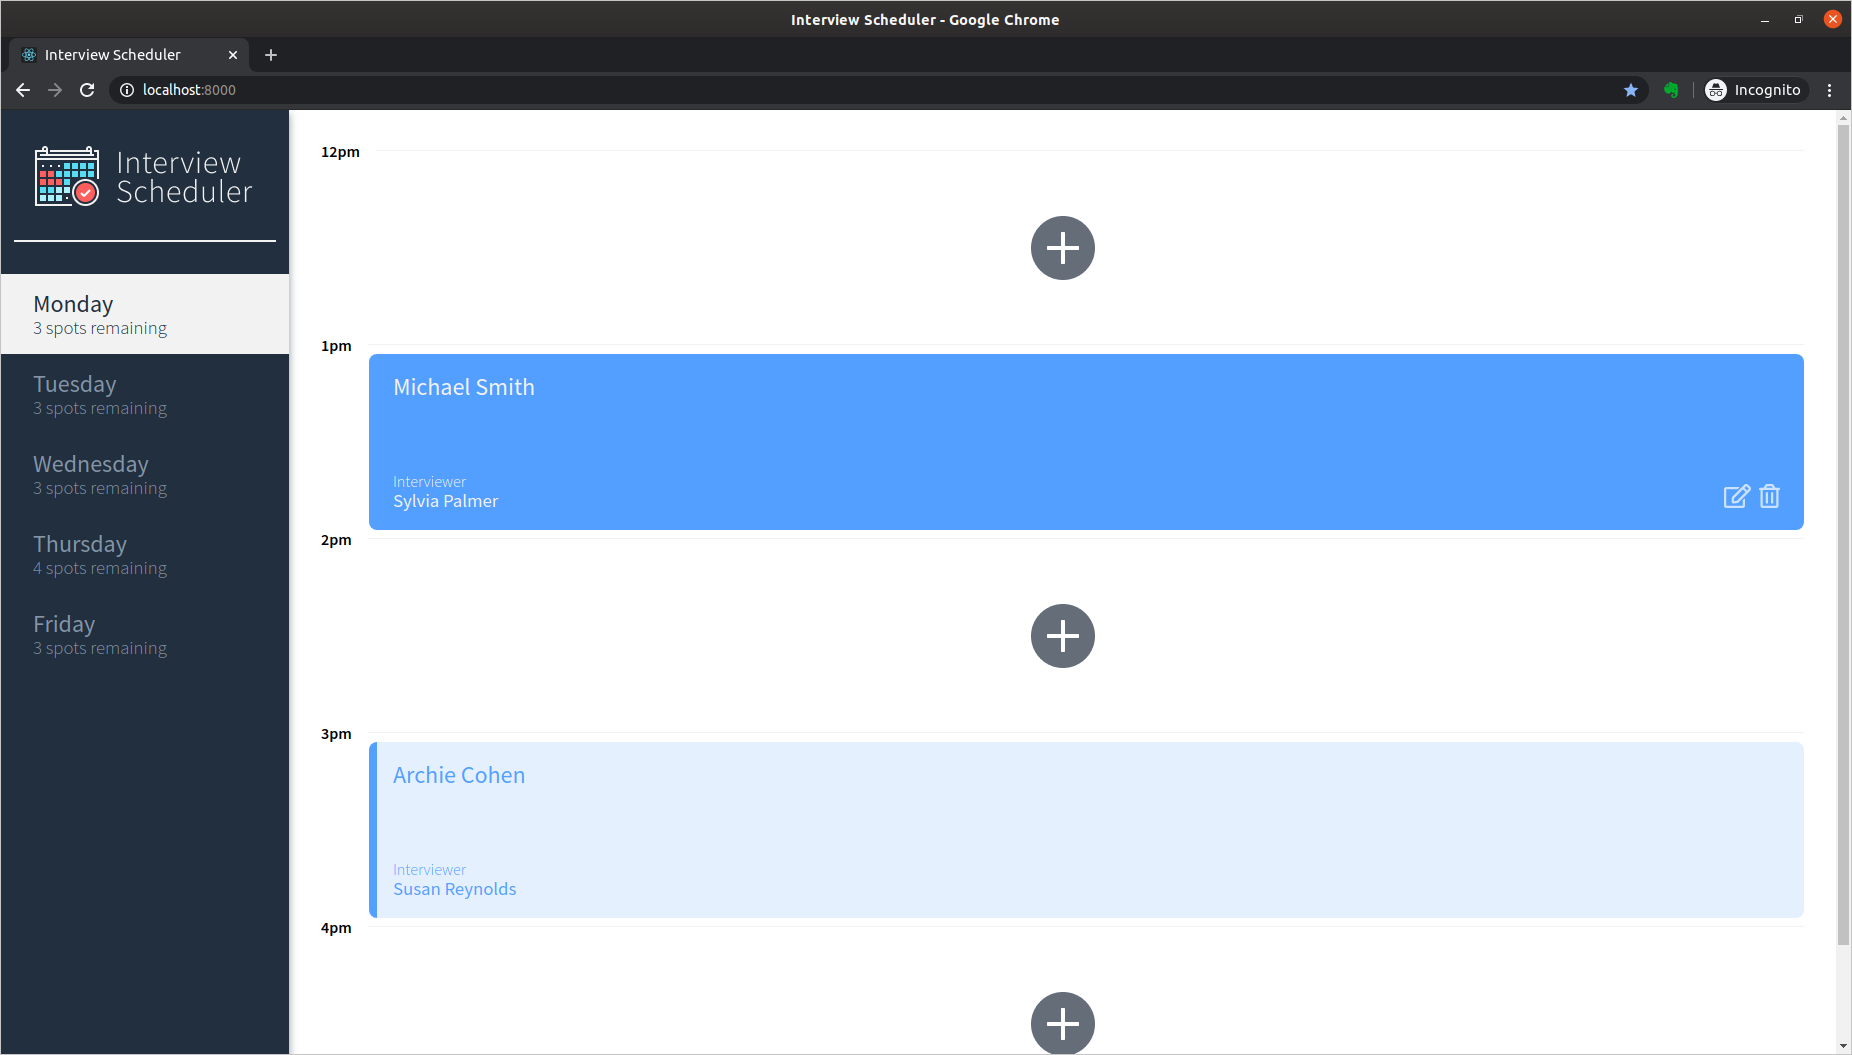 Interview Scheduler - Google Chrome
Interview Scheduler
localhost:8000
Incognito
Interview
Scheduler
Monday
3 spots remaining
Tuesday
3 spots remaining
Wednesday
3 spots remaining
Thursday
4 spots remaining
Friday
3 spots remaining
12pm
1pm
Michael Smith
Interviewer
Sylvia Palmer
2pm
3pm
Archie Cohen
Interviewer
Susan Reynolds
4pm